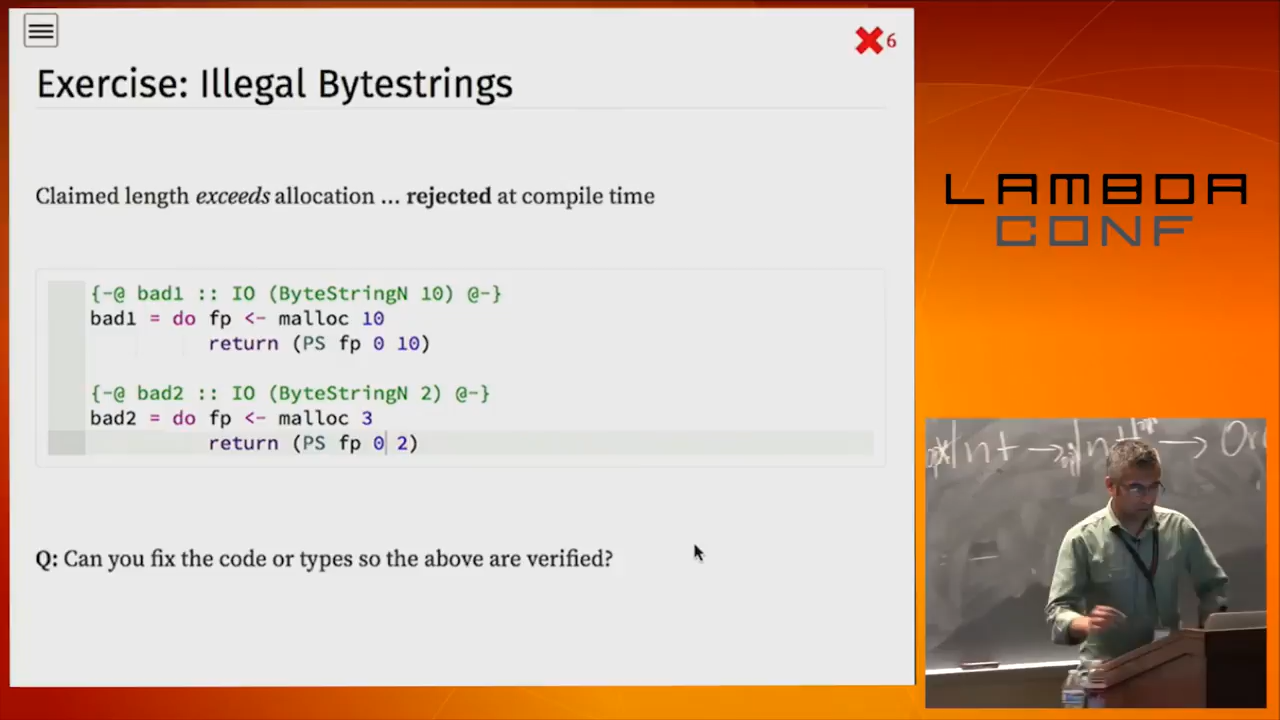 6
Exercise: Illegal Bytestrings
Claimed length exceeds allocation ... rejected at compile time
{-@ bad1 :: IO (ByteStringN 10) @-}
bad1 = do fp <- malloc 10
return (PS fp 0 10)
{-@ bad2 :: IO (ByteStringN 2) @-}
bad2 = do fp <- malloc 3
return (PS fp 0 2)
Q: Can you fix the code or types so the above are verified?
LAMBDA
CONF